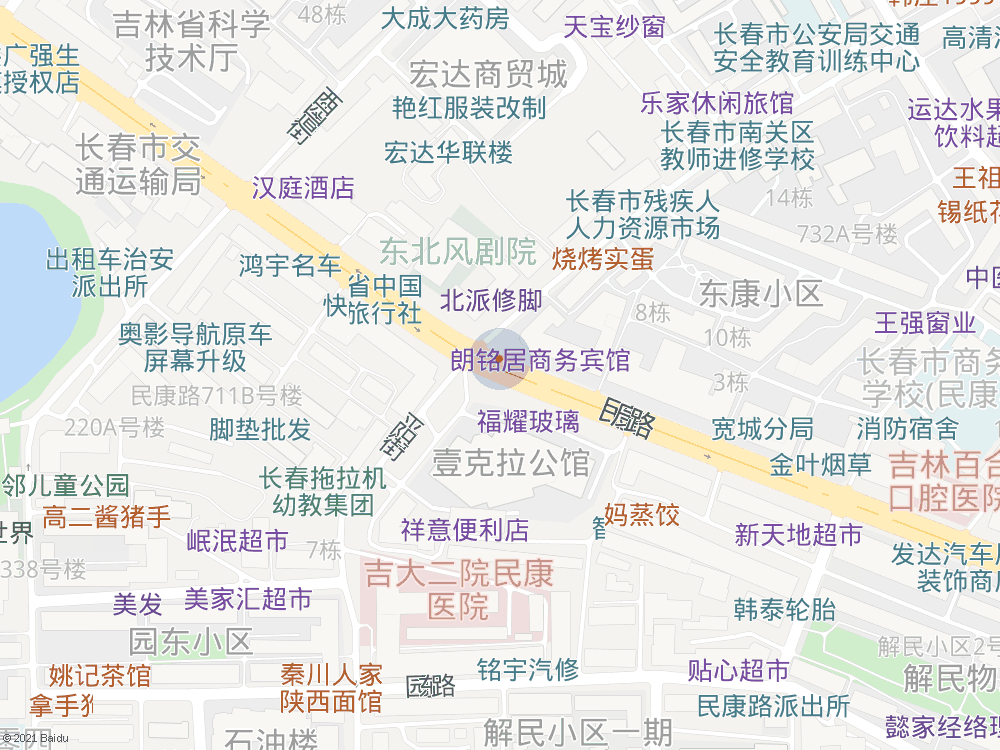 吉林省科学
技术厅
48栋
大成大药房
天宝纱窗
长春市公安局交通
安全教育训练中心
高清
广强生
授权店
宏达商贸城
艳红服装改制
乐家休闲旅馆
运达水果
饮料超
长春市南关区
教师进修学校
长春市交
通运输局
宏达华联楼
汉庭酒店
长春市残疾人
人力资源市场
14栋
王祖
锡纸花
732A号楼
东北风剧院
烧烤实蛋
出租车治安
派出所
鸿宇名车
省中国
快旅行社
北派修脚
东康小区
中医
8栋
王强窗业
奥影导航原车
屏幕升级
10栋
朗铭居商务宾馆
长春市商务
学校(民康
3栋
民康路711B号楼
220A号楼
脚垫批发
平阳街
福耀玻璃
民康路
宽城分局
消防宿舍
壹克拉公馆
金叶烟草
吉林百合
口腔医院
长春拖拉机
幼教集团
邻儿童公园
高二酱猪手
世界
妈蒸饺
祥意便利店
岷泯超市
7栋
新天地超市
338号楼
发达汽车
装饰商
吉大二院民康
医院
美发
美家汇超市
韩泰轮胎
园东小区
解民小区2号
姚记茶馆
秦川人家
陕西面馆
铭宇汽修
贴心超市
解民物
拿手
民康路派出所
石油楼
解民小区一期
懿家经络
© 2021 Baidu